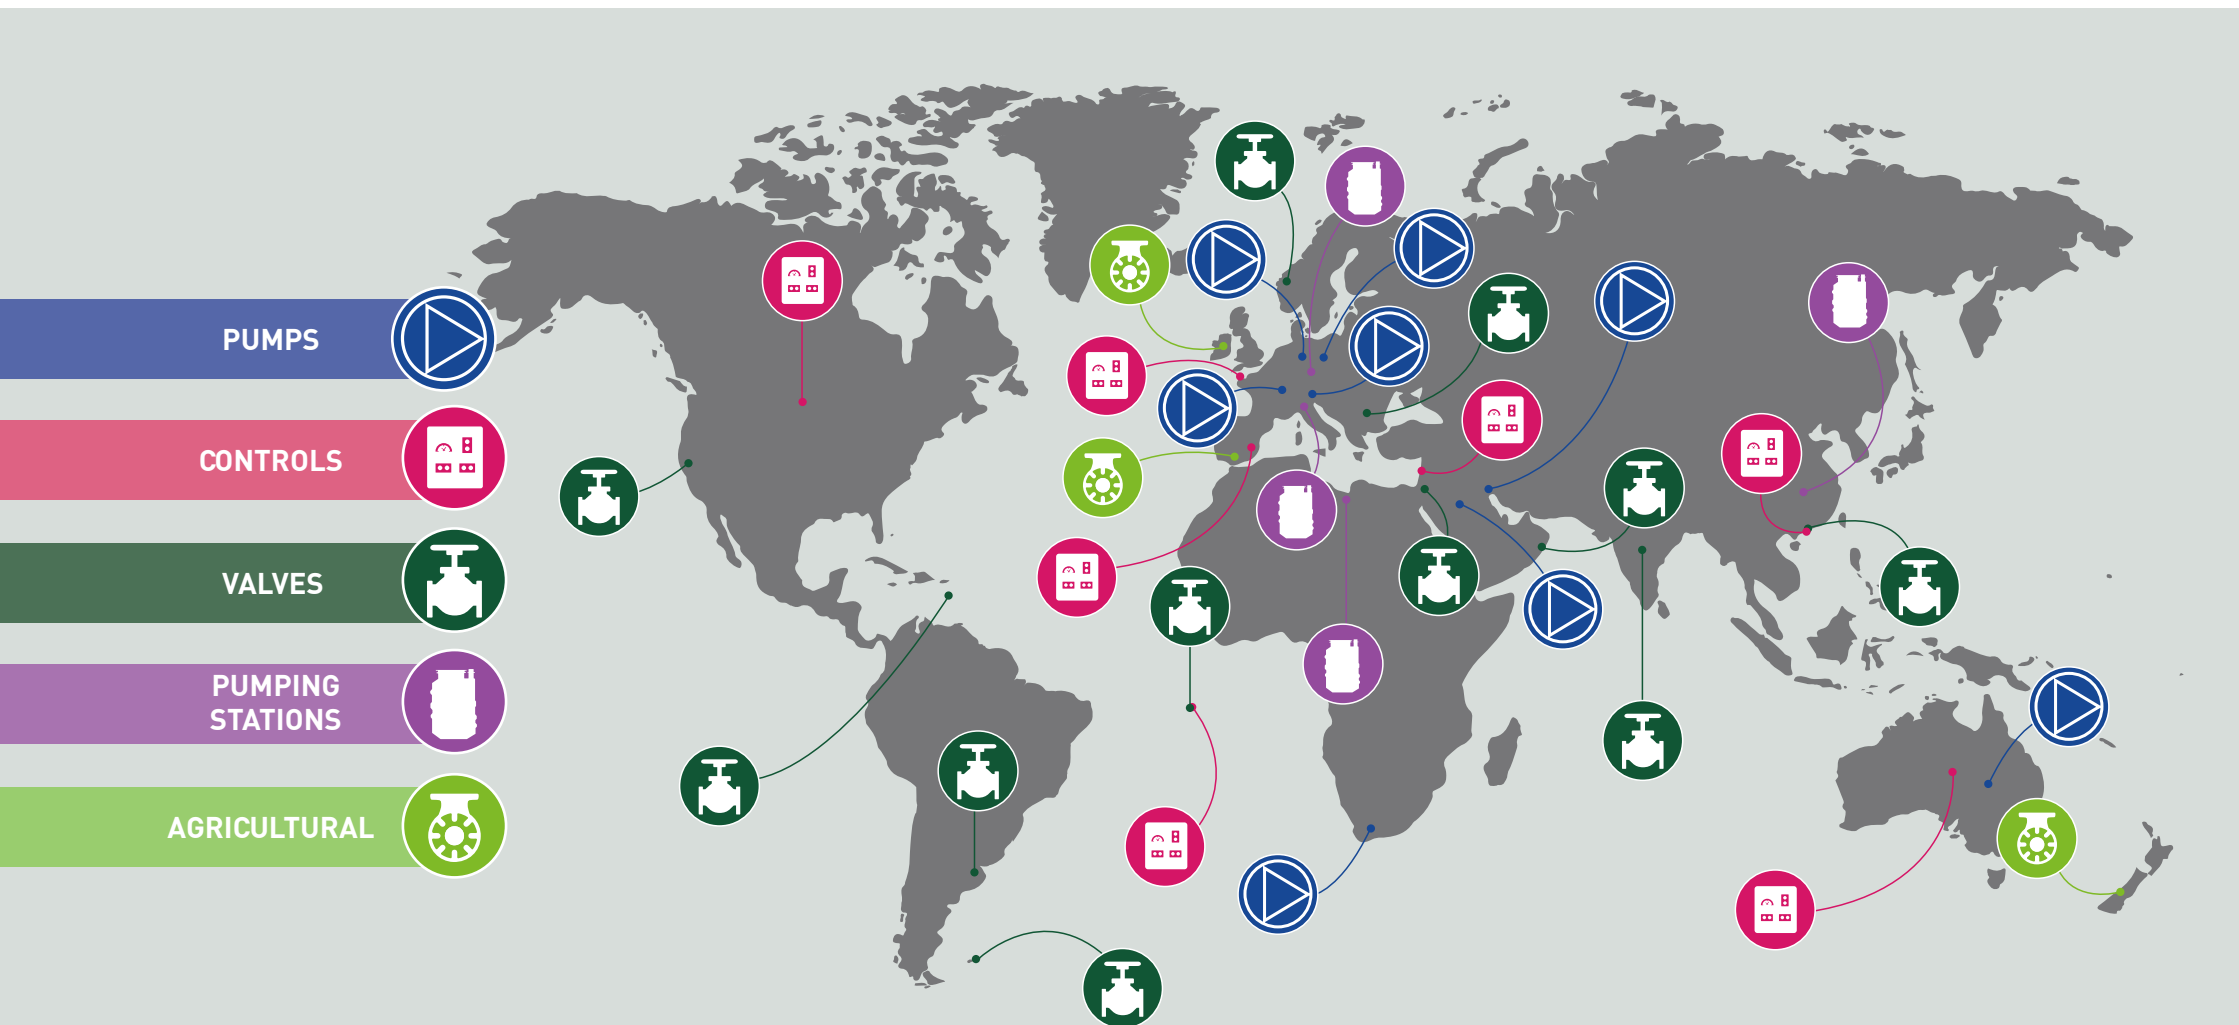 PUMPS
CONTROLS
VALVES
PUMPING
STATIONS
AGRICULTURAL